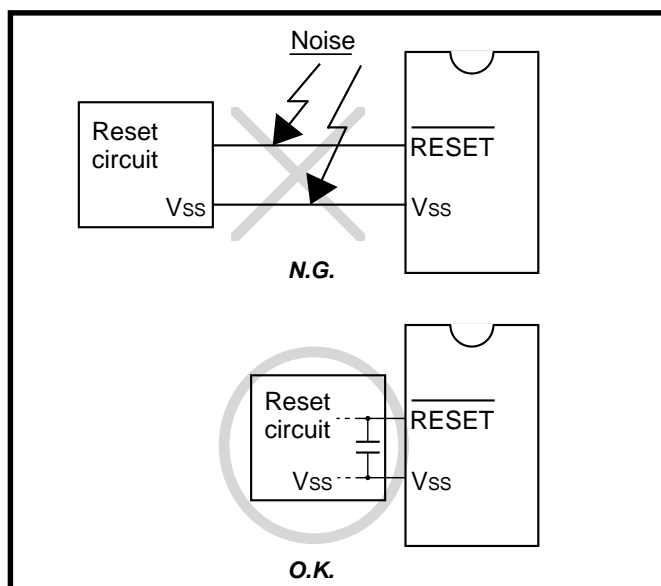 Noise
Reset
circuit
RESET
Vss
Vss
N.G.
Reset
circuit
RESET
Vss
Vss
O.K.